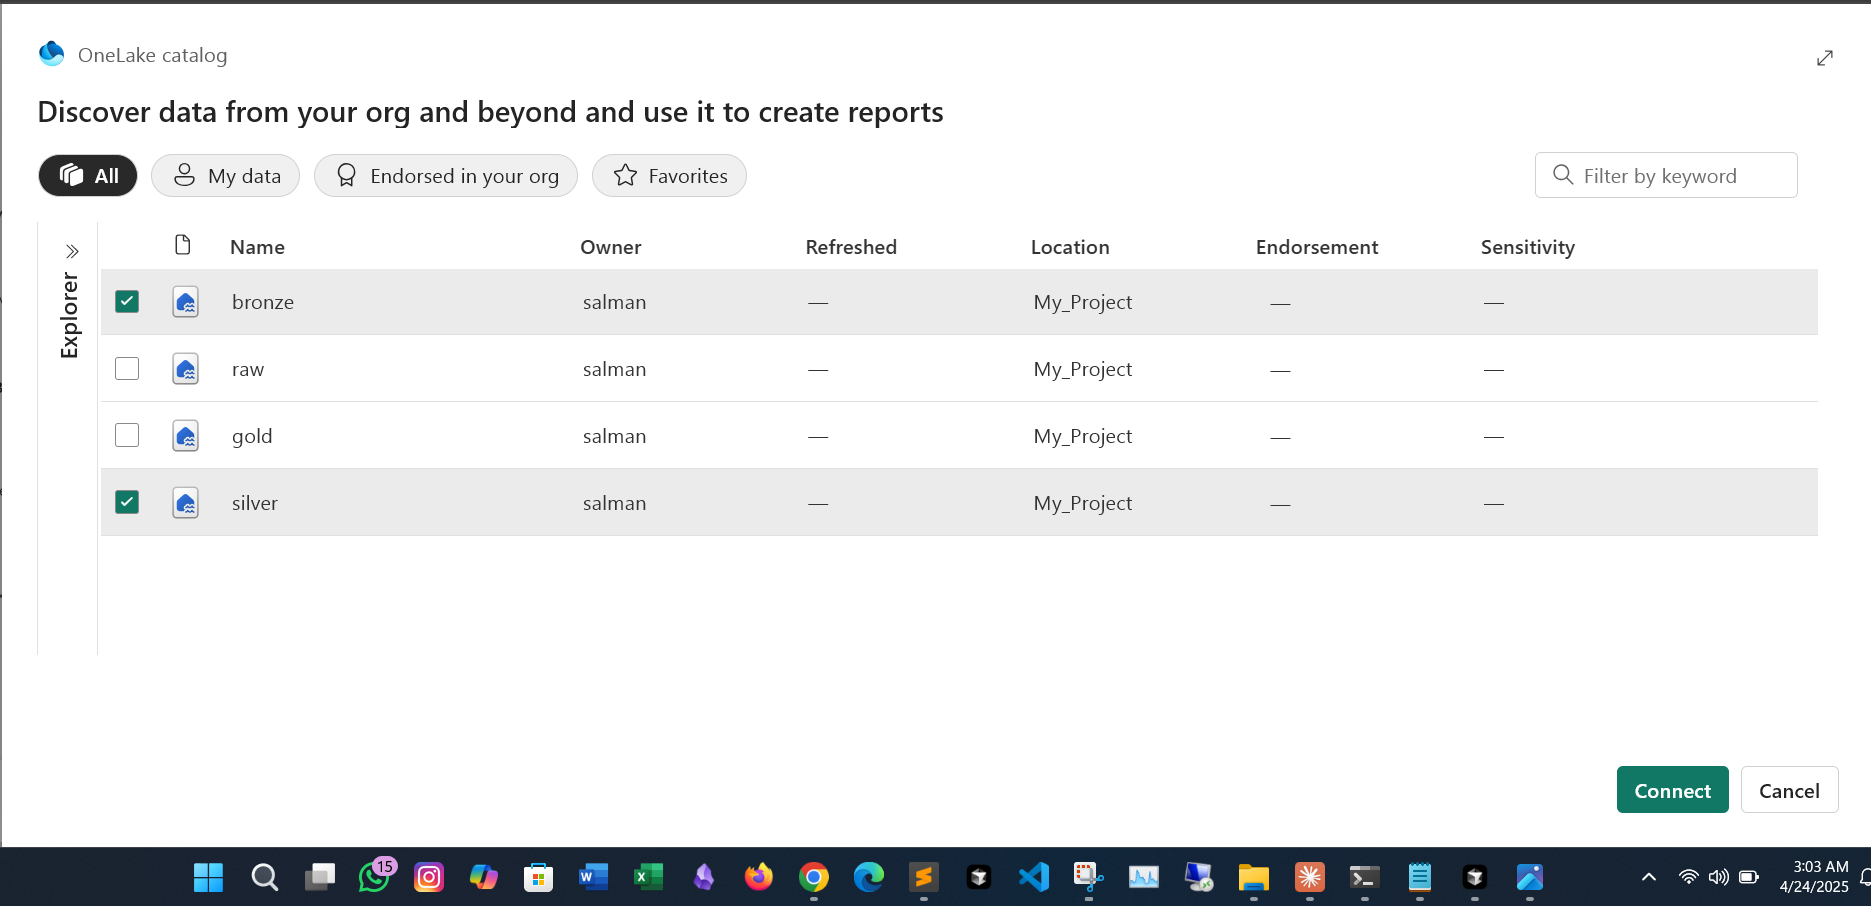 OneLake catalog
Discover data from your org and beyond and use it to create reports
All My data Endorsed in your org Favorites Filter by keyword
Explorer
Name Owner Refreshed Location Endorsement Sensitivity
bronze salman — My_Project — —
raw salman — My_Project — —
gold salman — My_Project — —
silver salman — My_Project — —
Connect Cancel
15
3:03 AM
4/24/2025